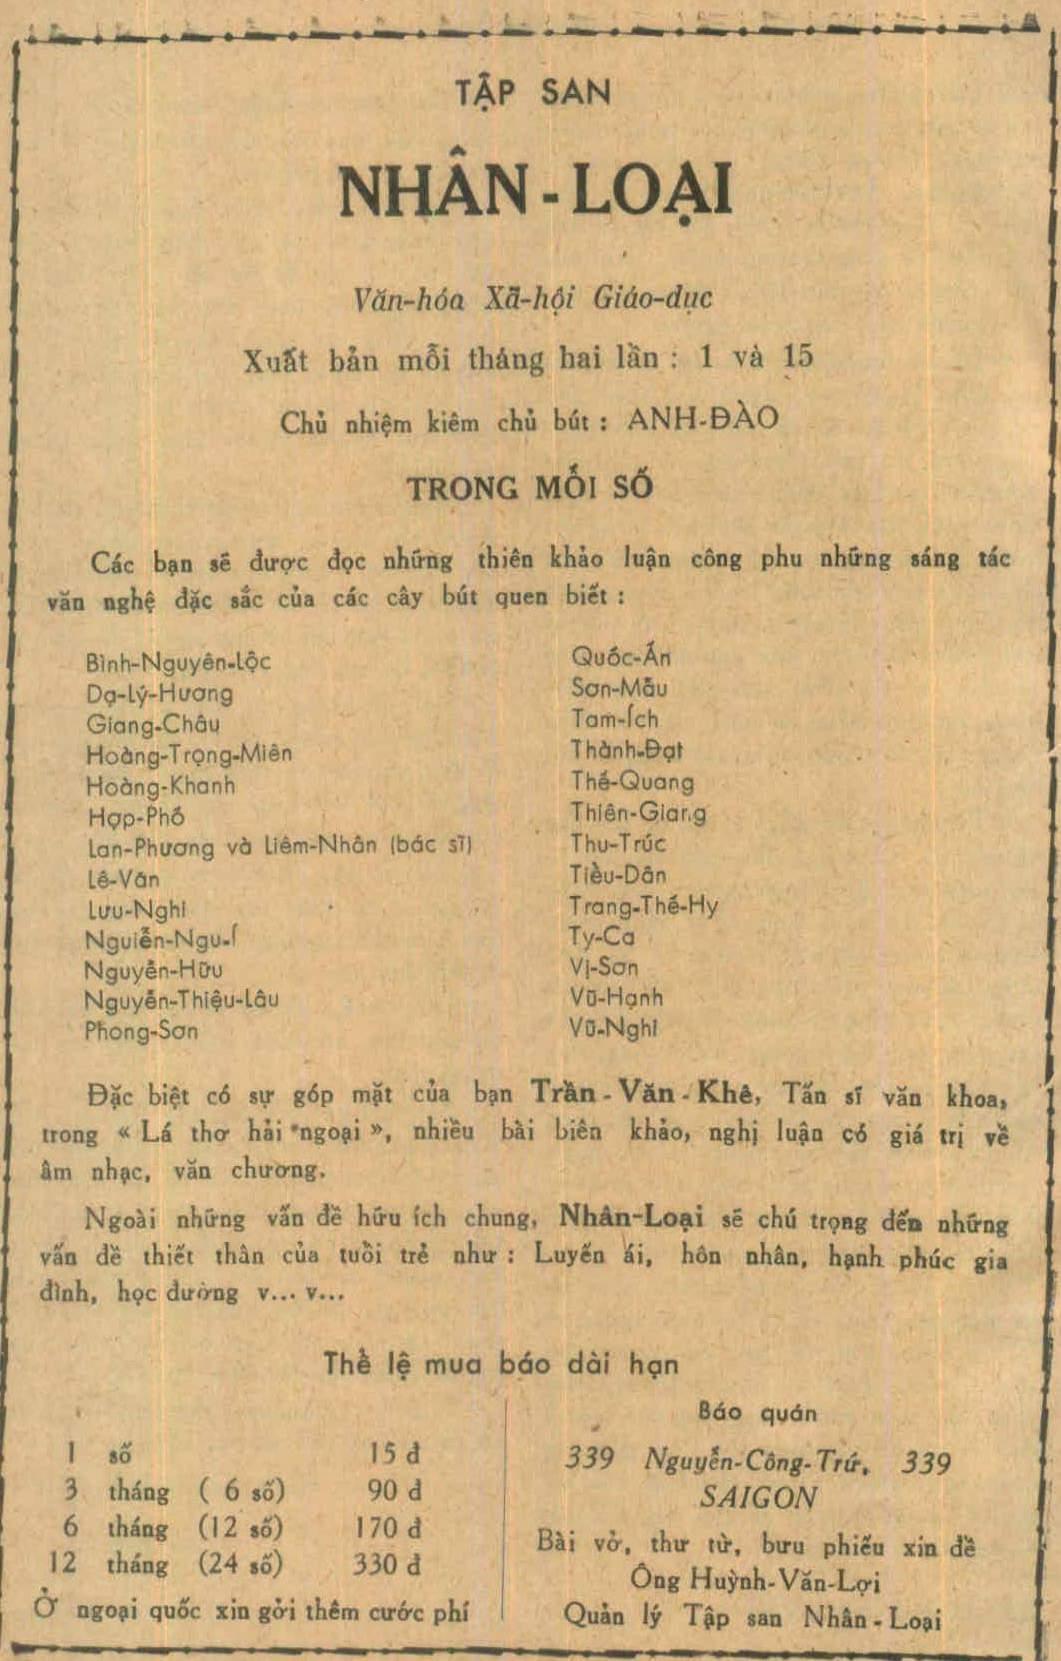 TẬP SAN
NHÂN-LOẠI
Văn-hóa Xã-hội Giáo-dục
Xuất bản mỗi tháng hai lần : 1 và 15
Chủ nhiệm kiêm chủ bút : ANH-ĐÀO
TRONG MỖI SỐ
Các bạn sẽ được đọc những thiên khảo luận công phu những sáng tác
văn nghệ đặc sắc của các cây bút quen biết :
Bình-Nguyên-Lộc
Dạ-Lý-Hương
Giang-Châu
Hoàng-Trọng-Miên
Hoàng-Khanh
Hợp-Phố
Lan-Phương và Liêm-Nhân (bác sĩ)
Lê-Vân
Lưu-Nghi
Nguiễn-Ngu-Í
Nguyễn-Hữu
Nguyễn-Thiệu-Lâu
Phong-Sơn
Quốc-Ấn
Sơn-Mẫu
Tam-Ích
Thành-Đạt
Thế-Quang
Thiên-Giang
Thu-Trúc
Tiểu-Dân
Trang-Thế-Hy
Ty-Ca
Vị-Sơn
Vũ-Hạnh
Vũ-Nghi
Đặc biệt có sự góp mặt của bạn Trần - Văn - Khê, Tấn sĩ văn khoa,
trong « Lá thơ hải ngoại », nhiều bài biên khảo, nghị luận có giá trị về
âm nhạc, văn chương.
Ngoài những vấn đề hữu ích chung, Nhân-Loại sẽ chú trọng đến những
vấn đề thiết thân của tuổi trẻ như : Luyến ái, hôn nhân, hạnh phúc gia
đình, học đường v... v...
Thể lệ mua báo dài hạn
1 số 15 đ
3 tháng ( 6 số) 90 đ
6 tháng (12 số) 170 đ
12 tháng (24 số) 330 đ
Ở ngoại quốc xin gởi thêm cước phí
Báo quán
339 Nguyễn-Công-Trứ, 339
SAIGON
Bài vở, thư từ, bưu phiếu xin đề
Ông Huỳnh-Văn-Lợi
Quản lý Tập san Nhân - Loại